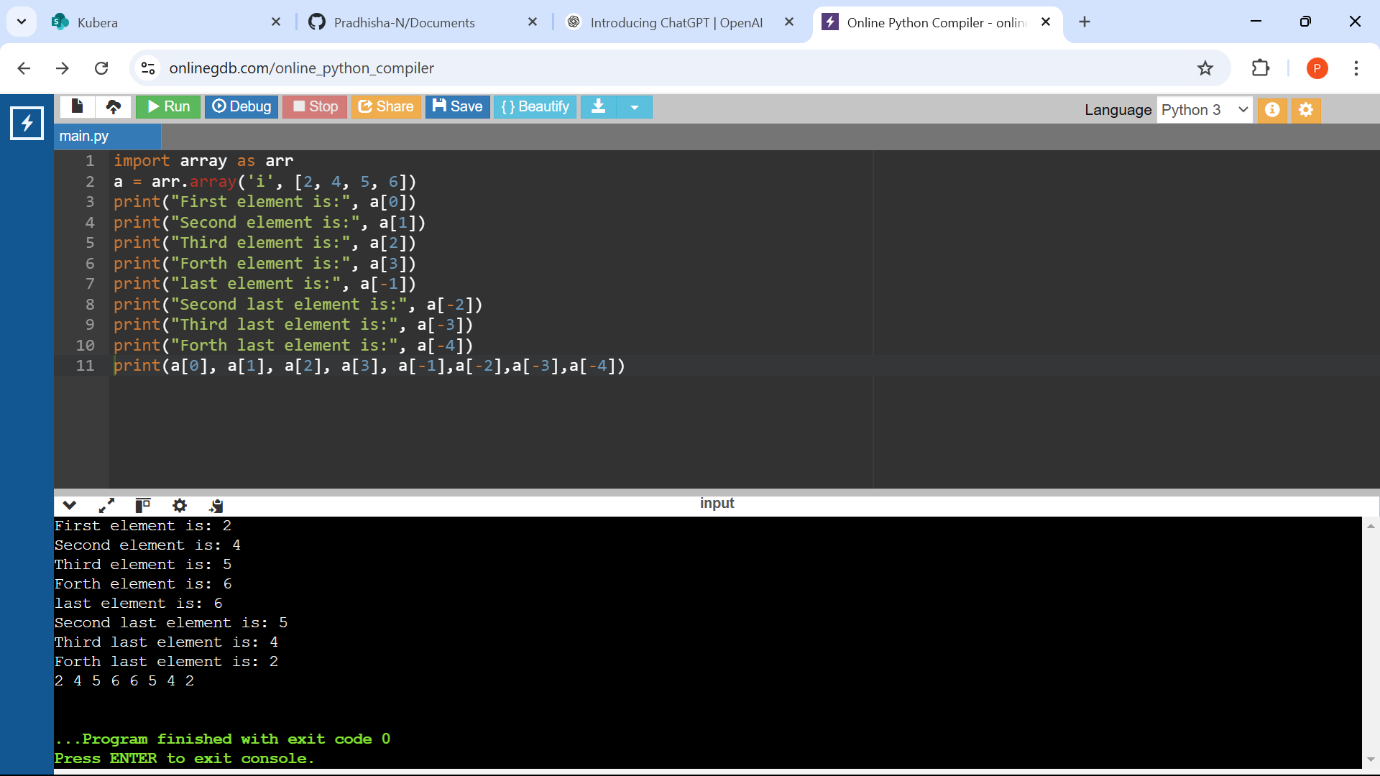 Kubera
Pradhisha-N/Documents
Introducing ChatGPT | OpenAI
Online Python Compiler - onlin
onlinegdb.com/online_python_compiler
P
Run Debug Stop Share Save { } Beautify
Language Python 3
main.py
1 import array as arr
2 a = arr.array('i', [2, 4, 5, 6])
3 print("First element is:", a[0])
4 print("Second element is:", a[1])
5 print("Third element is:", a[2])
6 print("Forth element is:", a[3])
7 print("last element is:", a[-1])
8 print("Second last element is:", a[-2])
9 print("Third last element is:", a[-3])
10 print("Forth last element is:", a[-4])
11 print(a[0], a[1], a[2], a[3], a[-1],a[-2],a[-3],a[-4])
input
First element is: 2
Second element is: 4
Third element is: 5
Forth element is: 6
last element is: 6
Second last element is: 5
Third last element is: 4
Forth last element is: 2
2 4 5 6 6 5 4 2
...Program finished with exit code 0
Press ENTER to exit console.